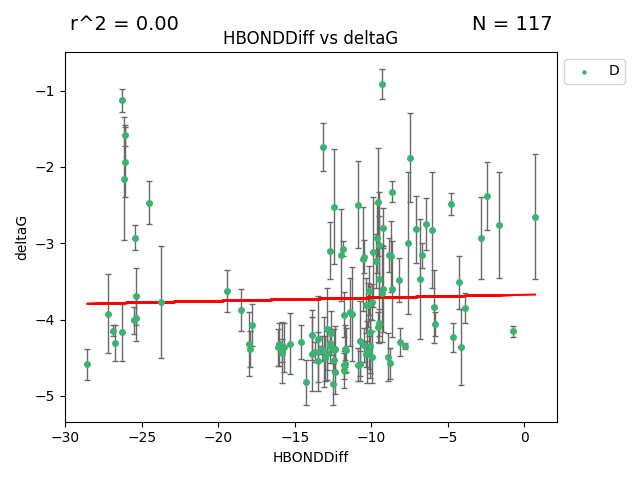 r^2 = 0.00
N = 117
HBONDDiff vs deltaG
D
deltaG
−1
−2
−3
−4
−5
−30 −25 −20 −15 −10 −5 0
HBONDDiff